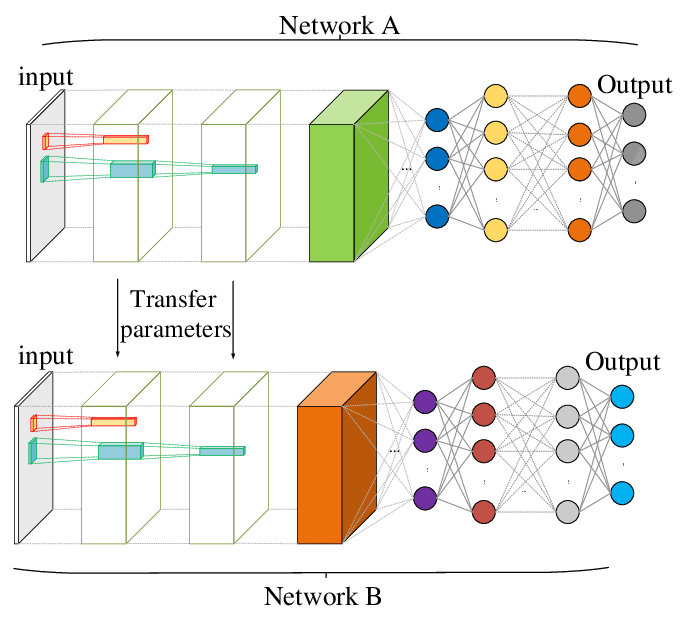 Network A
input
Output
...
Transfer
parameters
input
Output
...
Network B